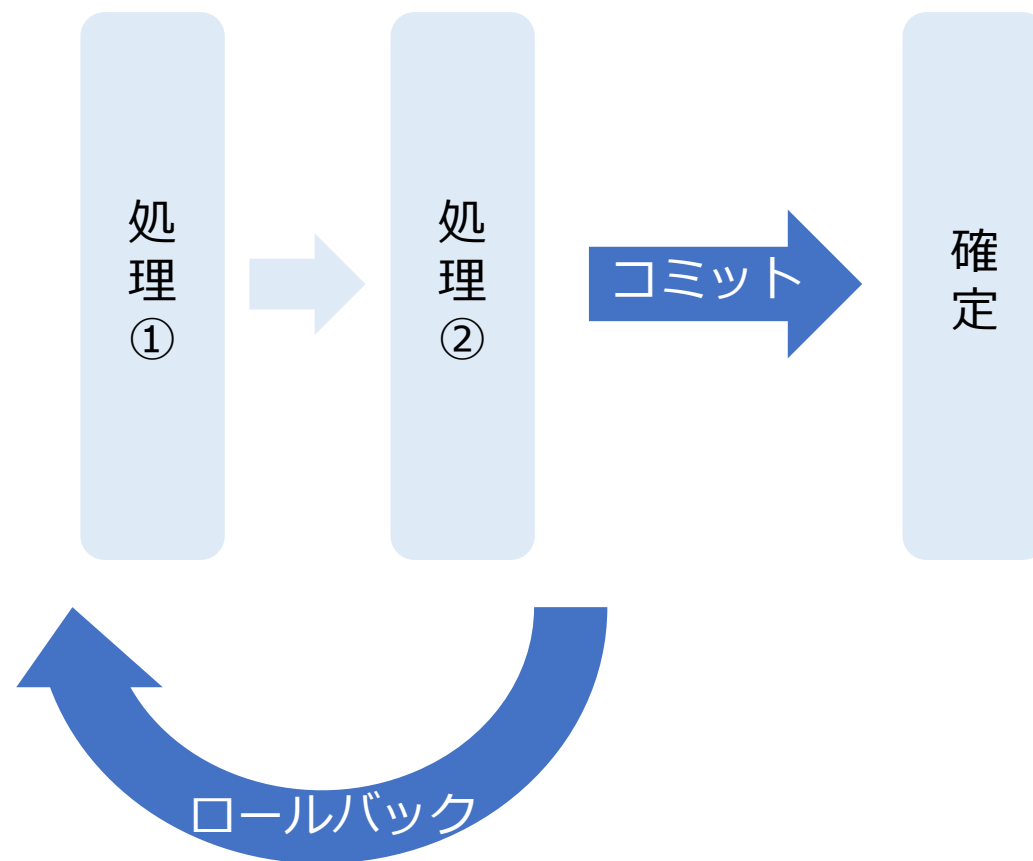 処理①
処理②
コミット
確定
ロールバック